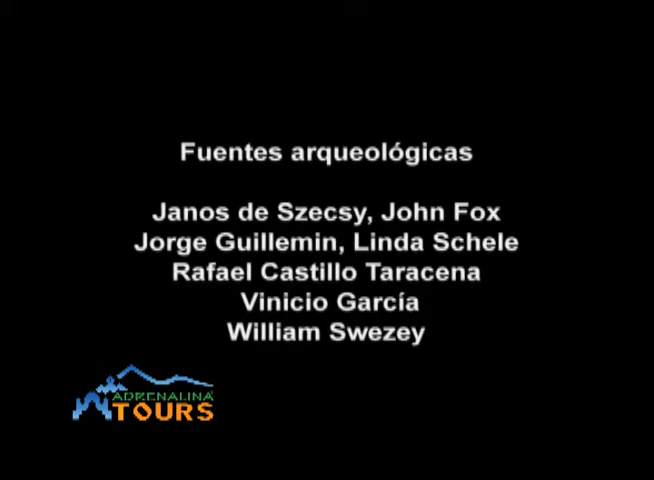 Fuentes arqueológicas
Janos de Szecsy, John Fox
Jorge Guillemin, Linda Schele
Rafael Castillo Taracena
Vinicio García
William Swezey
ADRENALINA
TOURS